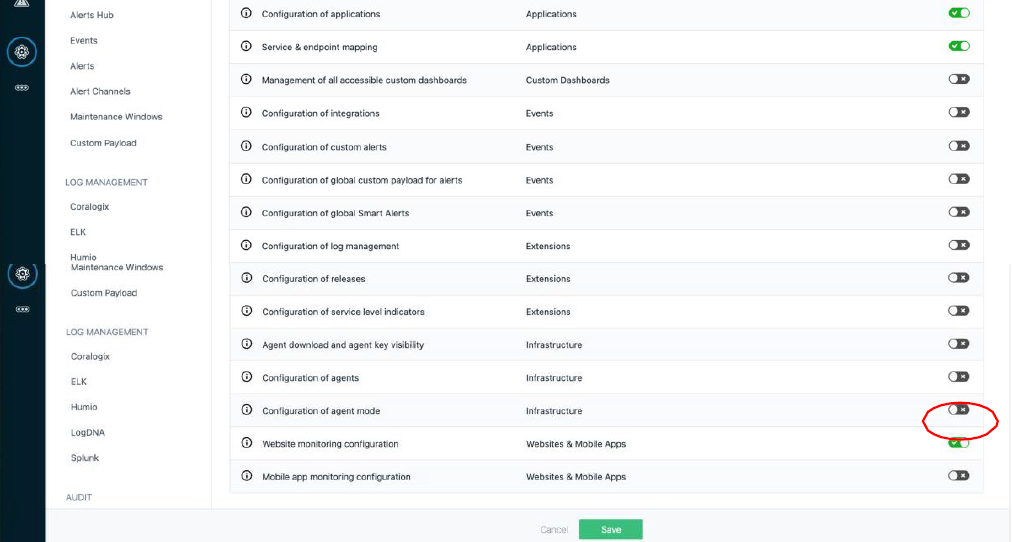 Alerts Hub
Events
Alerts
Alert Channels
Maintenance Windows
Custom Payload
LOG MANAGEMENT
Coralogix
ELK
Humio
Maintenance Windows
Custom Payload
LOG MANAGEMENT
Coralogix
ELK
Humio
LogDNA
Splunk
AUDIT
Configuration of applications Applications
Service & endpoint mapping Applications
Management of all accessible custom dashboards Custom Dashboards
Configuration of integrations Events
Configuration of custom alerts Events
Configuration of global custom payload for alerts Events
Configuration of global Smart Alerts Events
Configuration of log management Extensions
Configuration of releases Extensions
Configuration of service level indicators Extensions
Agent download and agent key visibility Infrastructure
Configuration of agents Infrastructure
Configuration of agent mode Infrastructure
Website monitoring configuration Websites & Mobile Apps
Mobile app monitoring configuration Websites & Mobile Apps
Cancel Save